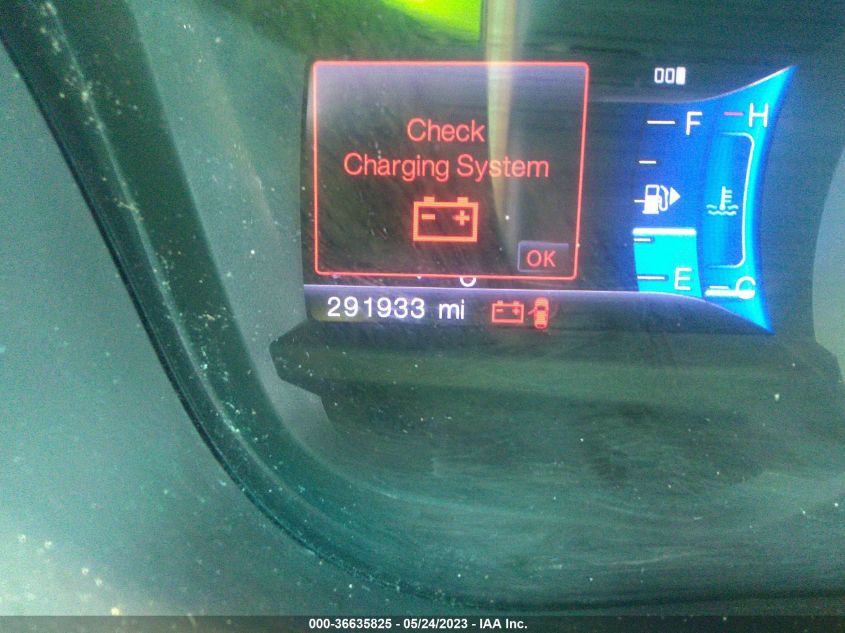 Check
Charging System
- +
OK
F
H
E
C
291933 mi
- +
000-36635825 - 05/24/2023 - IAA Inc.